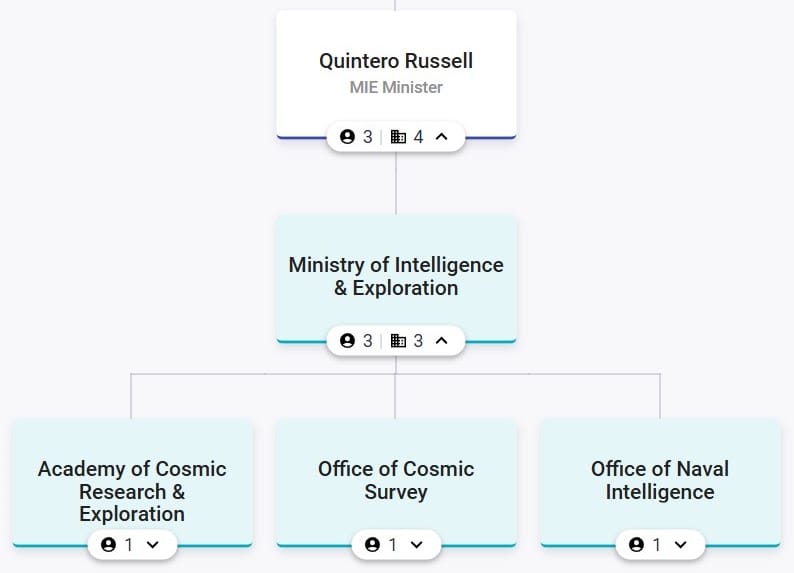 Quintero Russell
MIE Minister
3 | 4
Ministry of Intelligence
& Exploration
3 | 3
Academy of Cosmic
Research &
Exploration
1
Office of Cosmic
Survey
1
Office of Naval
Intelligence
1